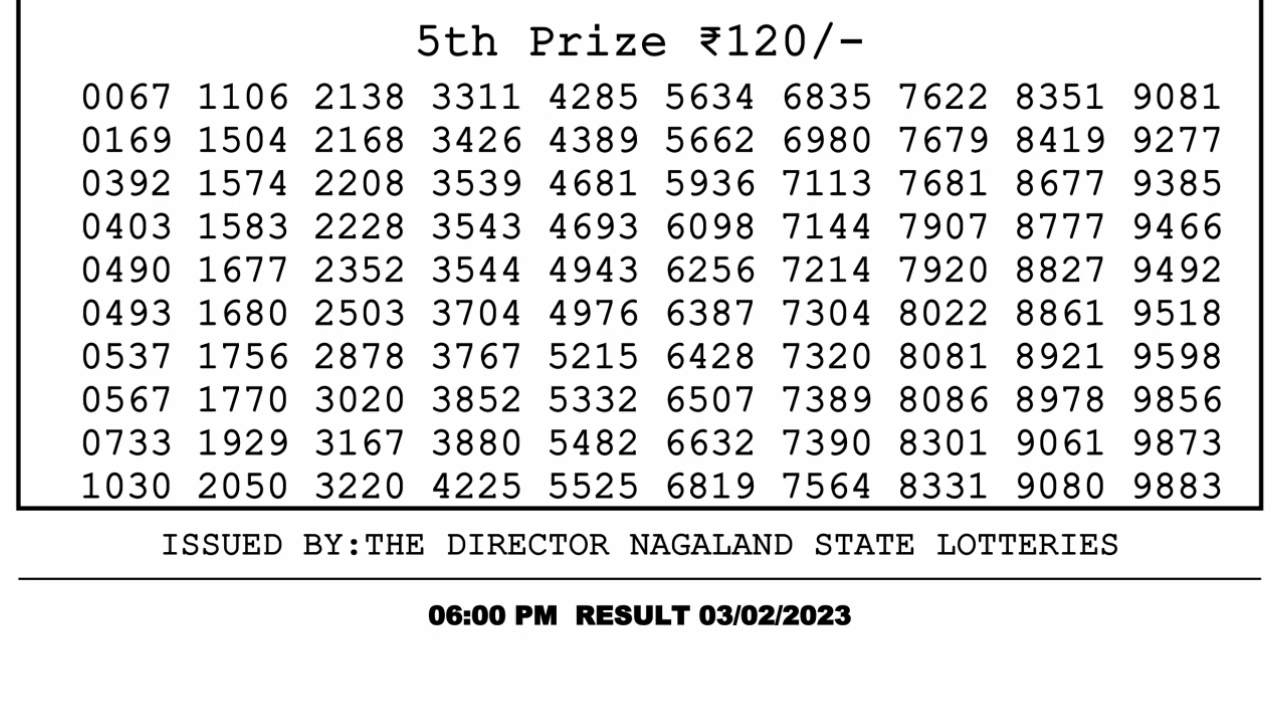 5th Prize ₹120/-
0067 1106 2138 3311 4285 5634 6835 7622 8351 9081
0169 1504 2168 3426 4389 5662 6980 7679 8419 9277
0392 1574 2208 3539 4681 5936 7113 7681 8677 9385
0403 1583 2228 3543 4693 6098 7144 7907 8777 9466
0490 1677 2352 3544 4943 6256 7214 7920 8827 9492
0493 1680 2503 3704 4976 6387 7304 8022 8861 9518
0537 1756 2878 3767 5215 6428 7320 8081 8921 9598
0567 1770 3020 3852 5332 6507 7389 8086 8978 9856
0733 1929 3167 3880 5482 6632 7390 8301 9061 9873
1030 2050 3220 4225 5525 6819 7564 8331 9080 9883
ISSUED BY:THE DIRECTOR NAGALAND STATE LOTTERIES
06:00 PM RESULT 03/02/2023